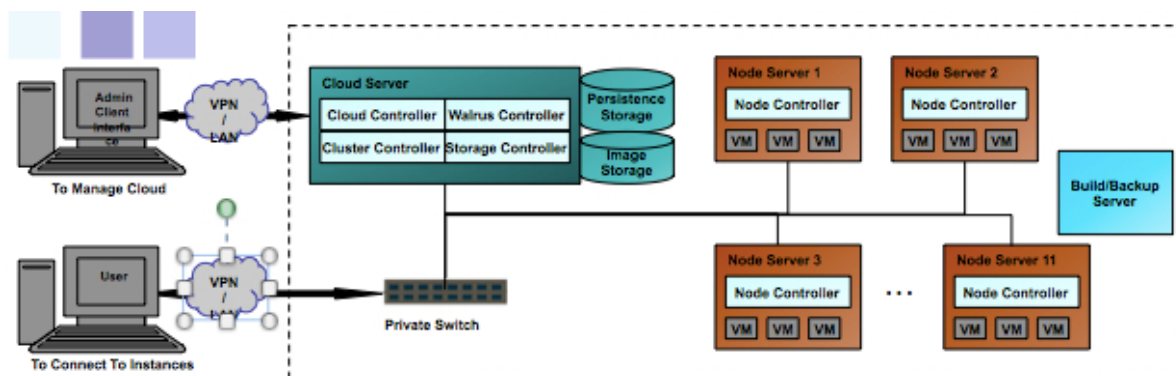 Admin
Client
Interfa
ce
VPN
/
LAN
To Manage Cloud
Cloud Server
Cloud Controller
Walrus Controller
Cluster Controller
Storage Controller
Persistence
Storage
Image
Storage
Node Server 1
Node Controller
VM VM VM
Node Server 2
Node Controller
VM VM VM
Build/Backup
Server
User
VPN
/
LAN
To Connect To Instances
Private Switch
Node Server 3
Node Controller
VM VM VM
...
Node Server 11
Node Controller
VM VM VM